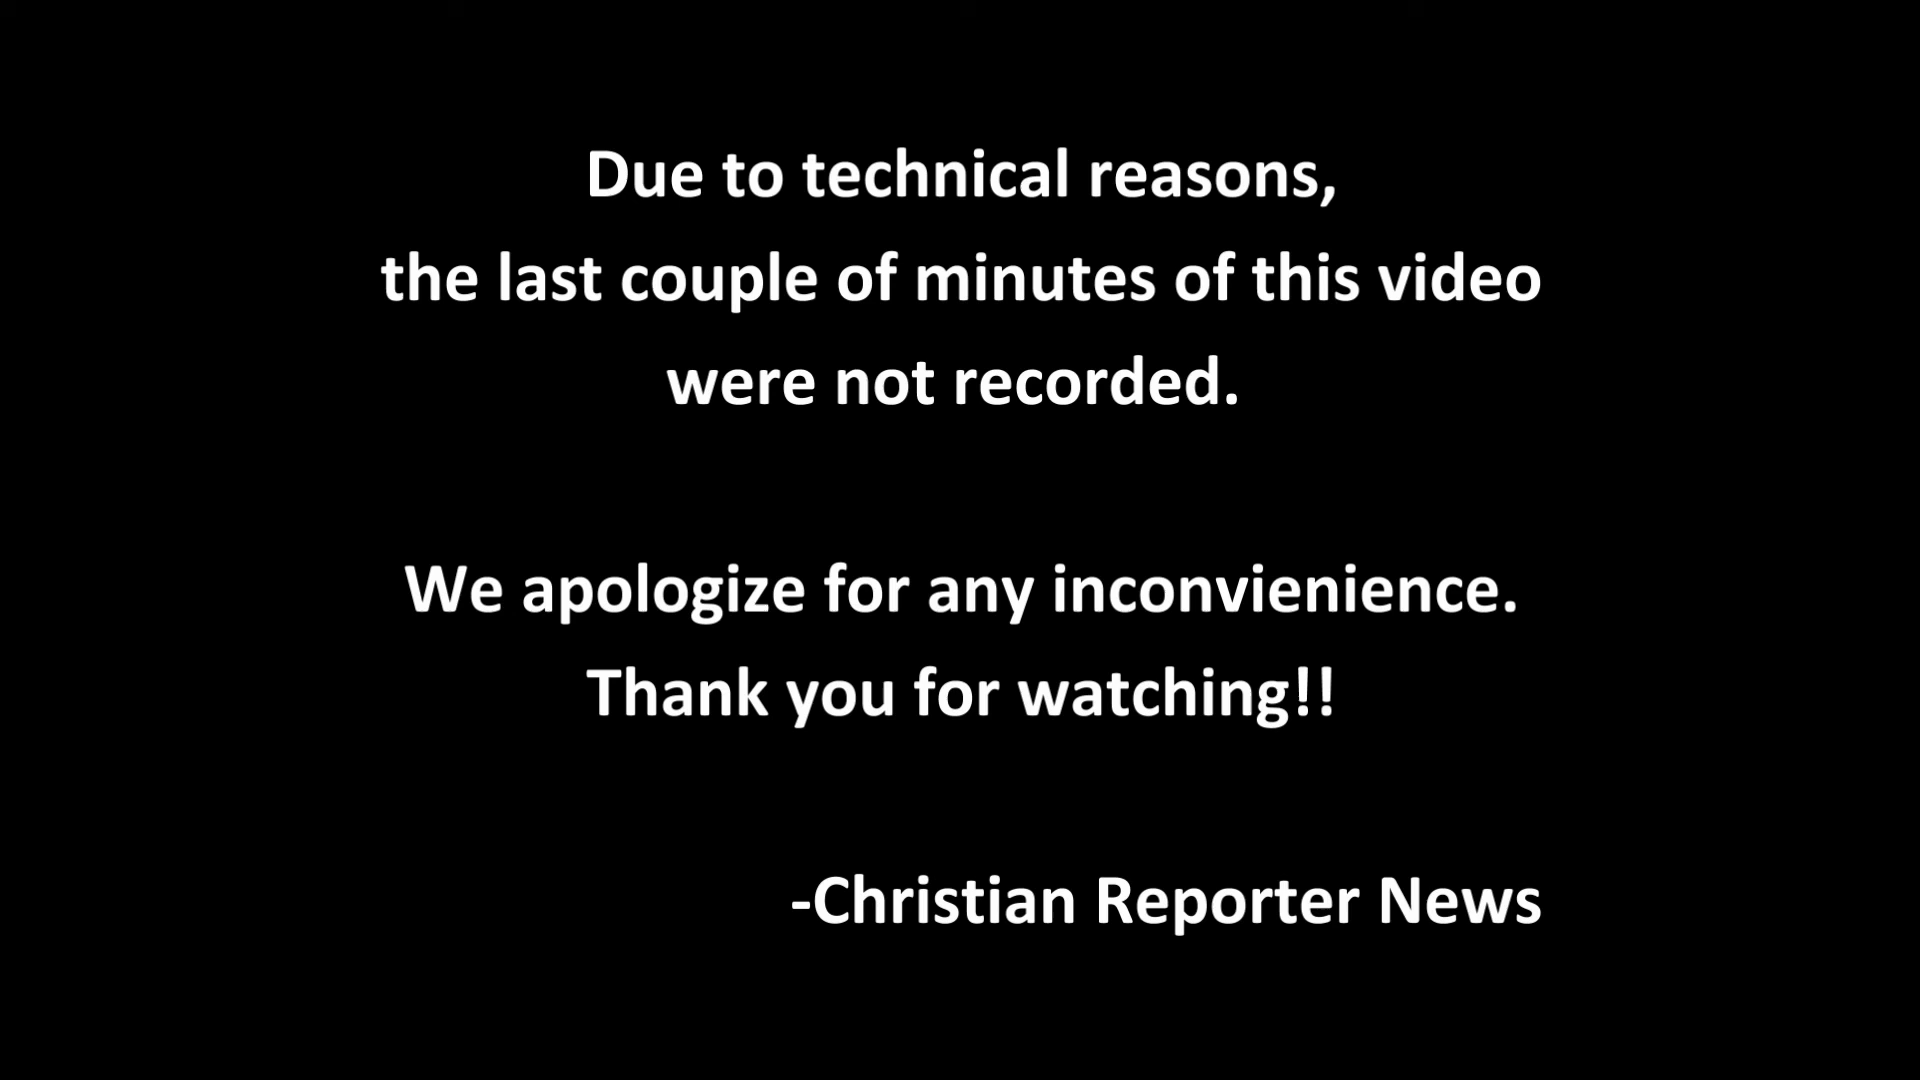 Due to technical reasons,
the last couple of minutes of this video
were not recorded.
We apologize for any inconvienience.
Thank you for watching!!
-Christian Reporter News